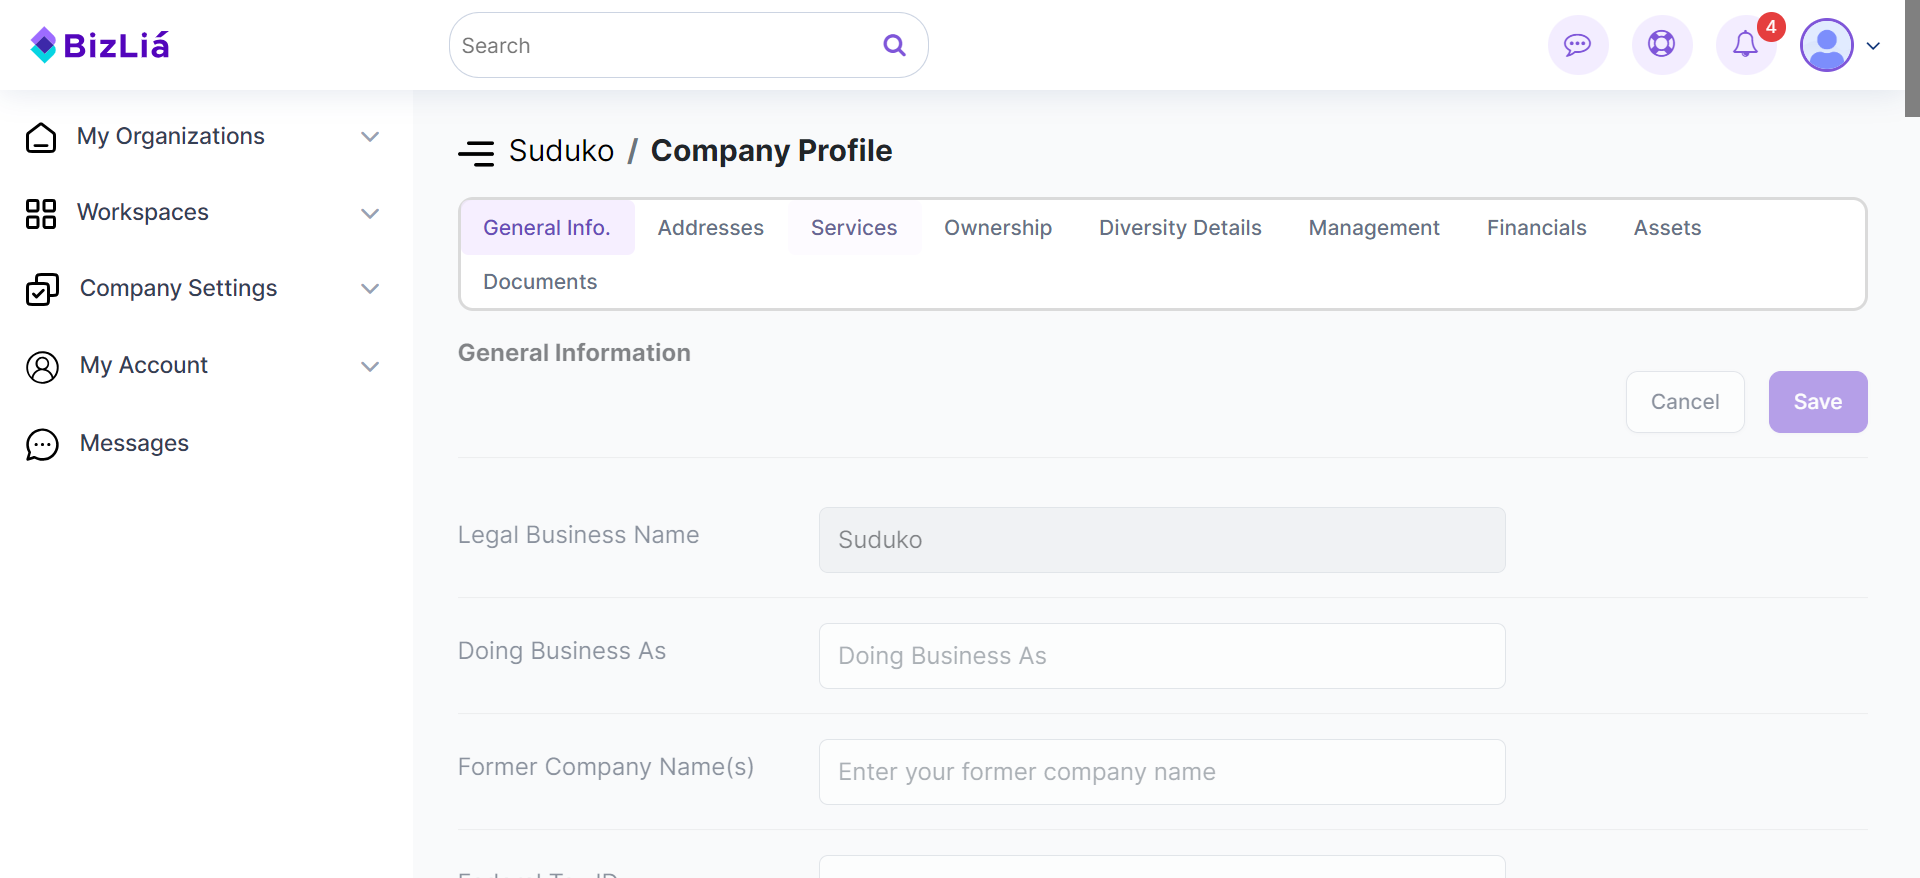 BizLiá
Search
4
My Organizations
Workspaces
Company Settings
My Account
Messages
Suduko / Company Profile
General Info. Addresses Services Ownership Diversity Details Management Financials Assets
Documents
General Information
Cancel Save
Legal Business Name Suduko
Doing Business As Doing Business As
Former Company Name(s) Enter your former company name